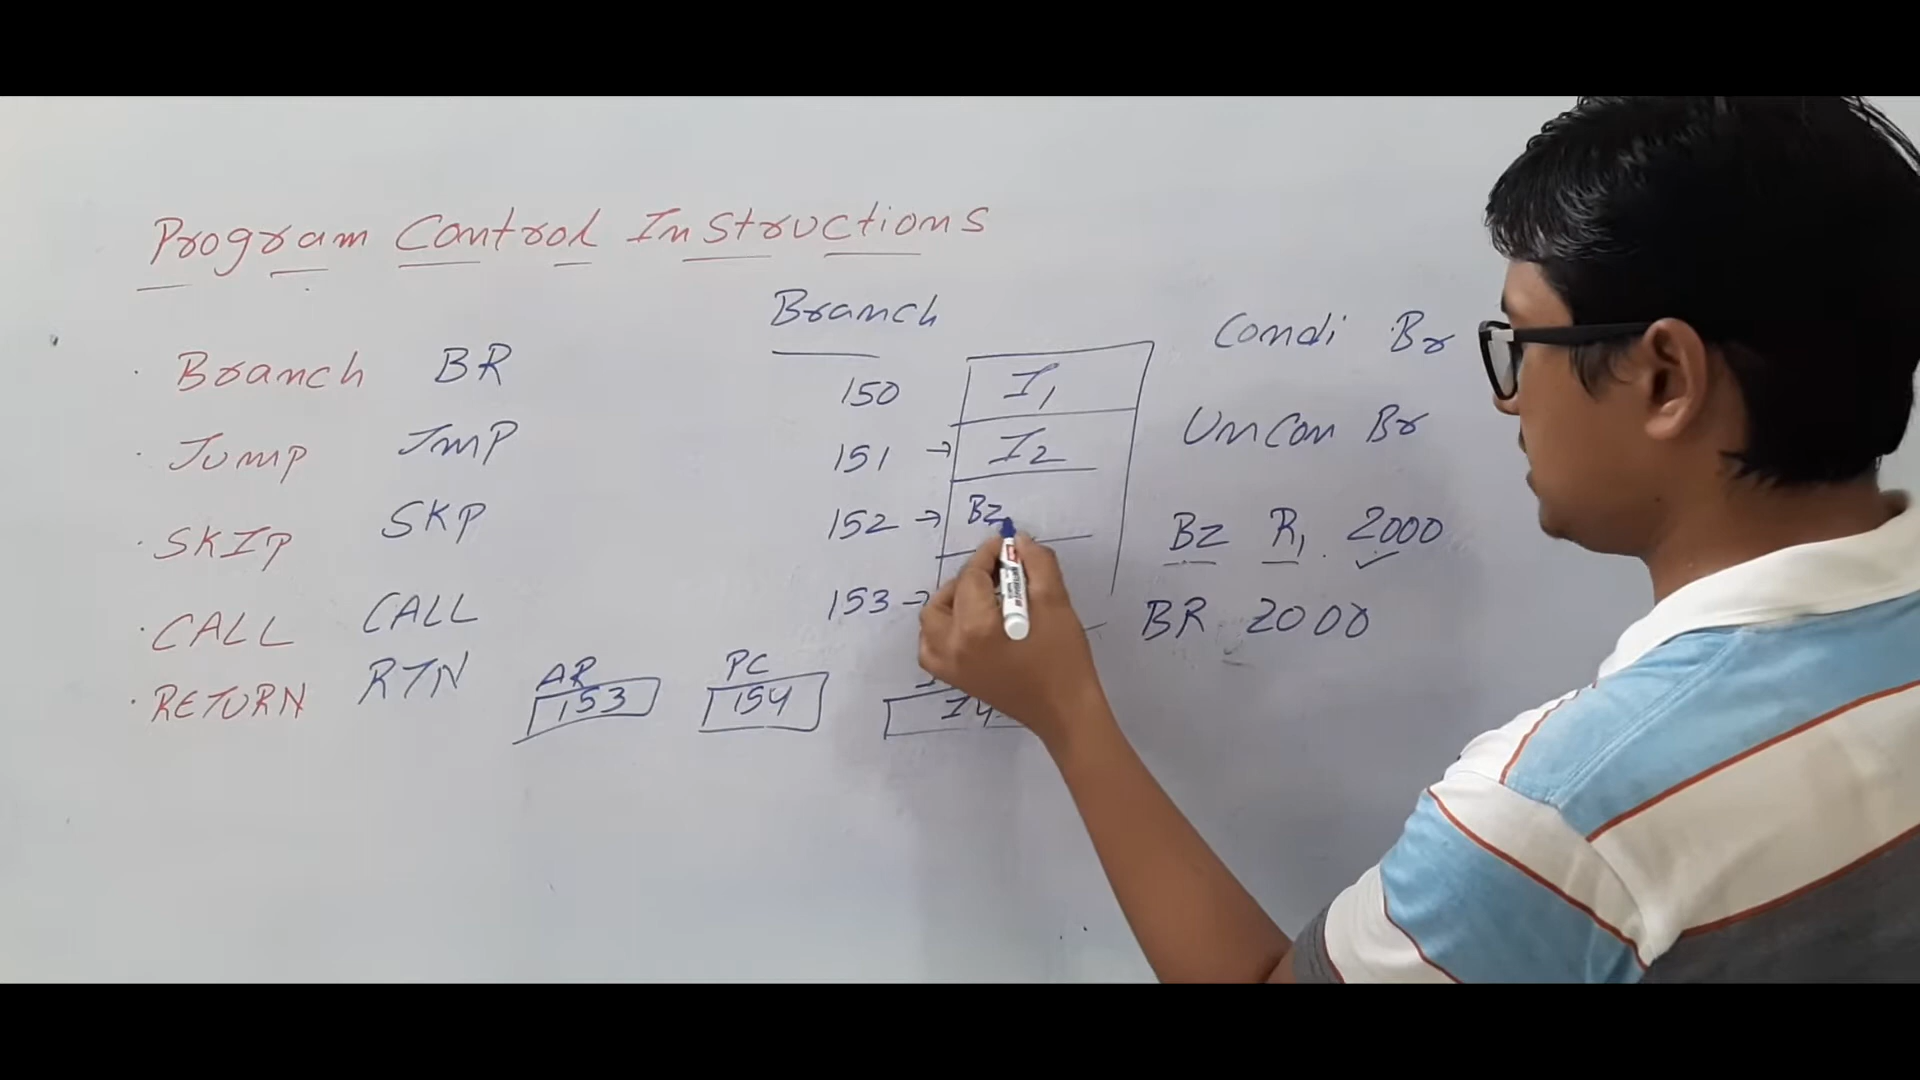 Program Control Instructions
Branch
· Branch BR
· Jump JMP
· SKIP SKP
· CALL CALL
· RETURN RTN
150 I1
151 → I2
152 → Bz
153 →
AR
153
PC
154
I4
Condi Br
UnCon Br
Bz R1. 2000
BR 2000